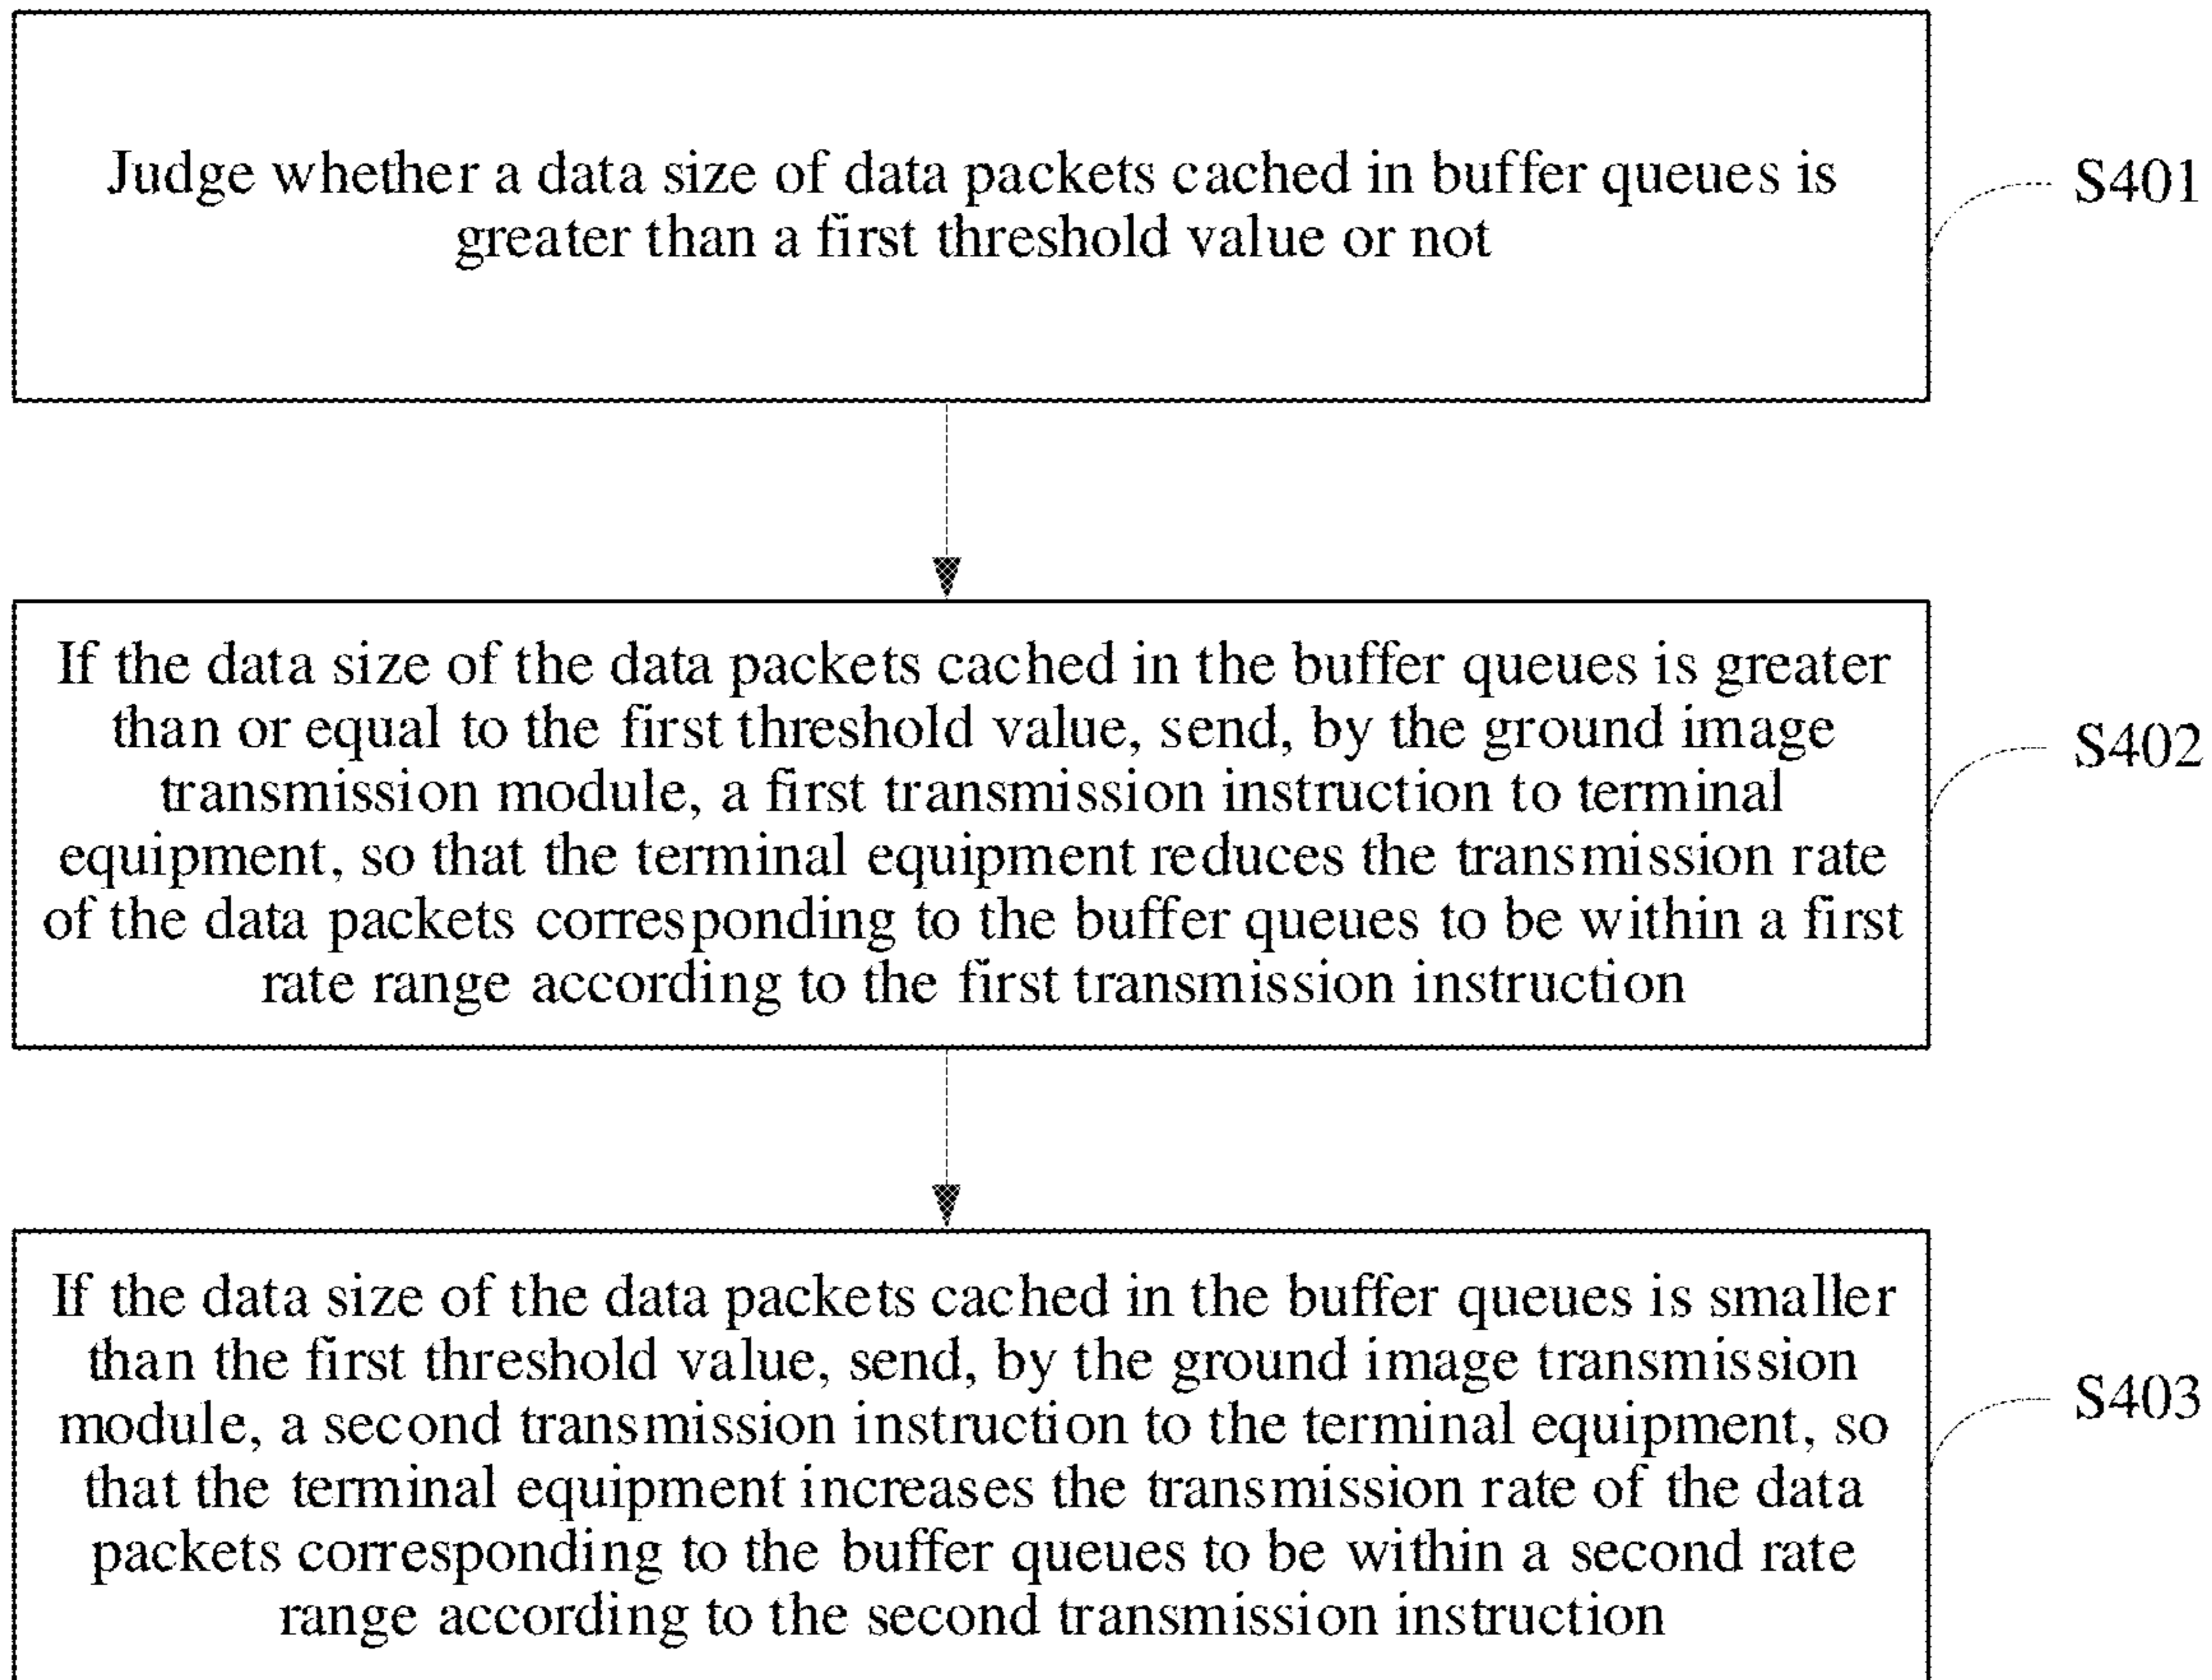 Judge whether a data size of data packets cached in buffer queues is
greater than a first threshold value or not
S401
If the data size of the data packets cached in the buffer queues is greater
than or equal to the first threshold value, send, by the ground image
transmission module, a first transmission instruction to terminal
equipment, so that the terminal equipment reduces the transmission rate
of the data packets corresponding to the buffer queues to be within a first
rate range according to the first transmission instruction
S402
If the data size of the data packets cached in the buffer queues is smaller
than the first threshold value, send, by the ground image transmission
module, a second transmission instruction to the terminal equipment, so
that the terminal equipment increases the transmission rate of the data
packets corresponding to the buffer queues to be within a second rate
range according to the second transmission instruction
S403